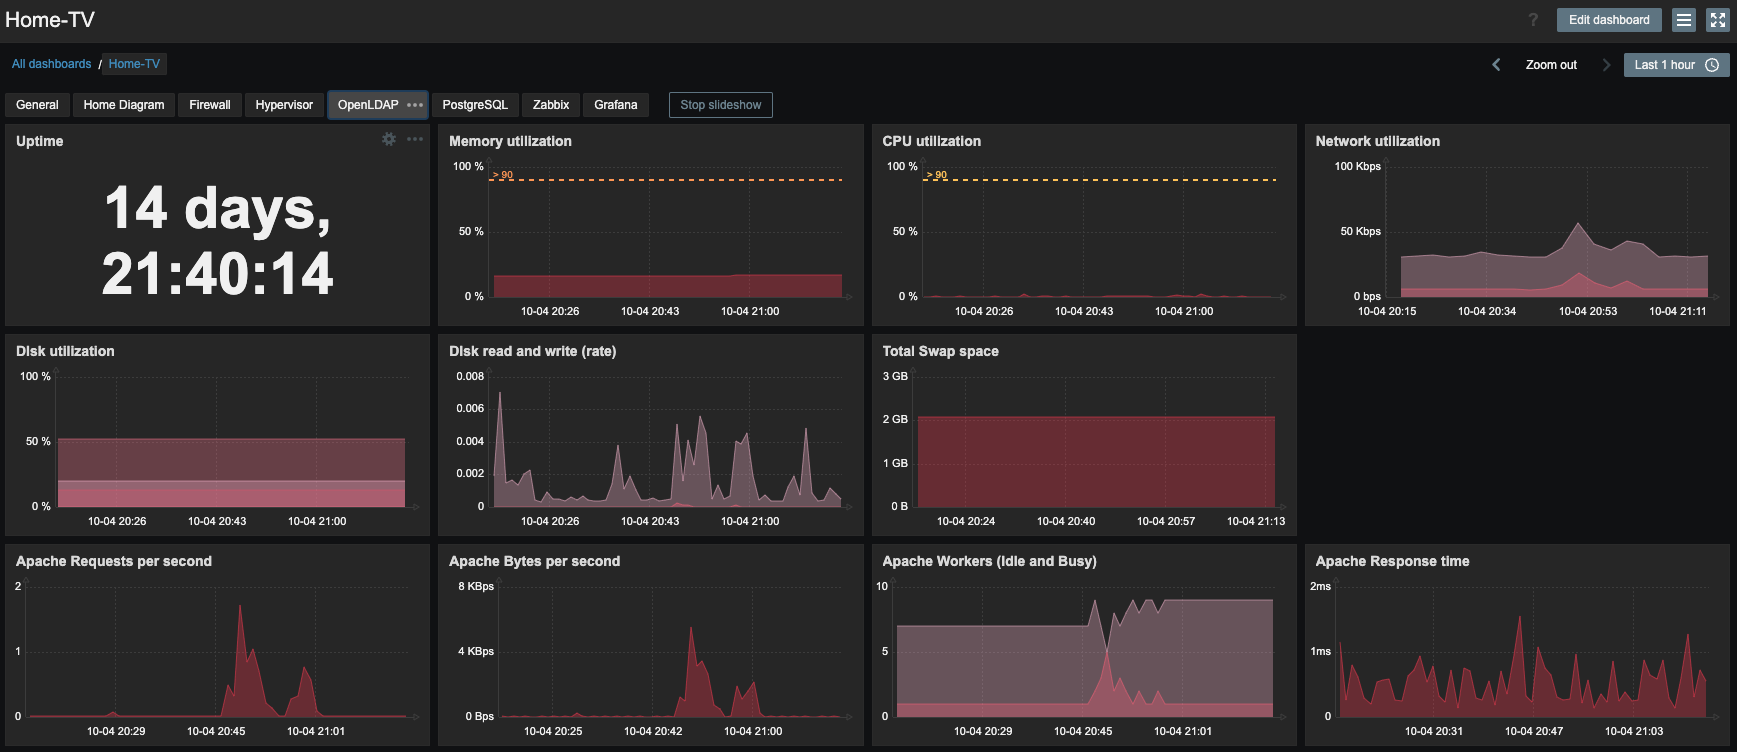 Home-TV
?
Edit dashboard
All dashboards / Home-TV
Zoom out
Last 1 hour
General
Home Diagram
Firewall
Hypervisor
OpenLDAP
PostgreSQL
Zabbix
Grafana
Stop slideshow
Uptime
14 days,
21:40:14
Memory utilization
100 %
> 90
50 %
0 %
10-04 20:26
10-04 20:43
10-04 21:00
CPU utilization
100 %
> 90
50 %
0 %
10-04 20:26
10-04 20:43
10-04 21:00
Network utilization
100 Kbps
50 Kbps
0 bps
10-04 20:15
10-04 20:34
10-04 20:53
10-04 21:11
DIsk utilization
100 %
50 %
0 %
10-04 20:26
10-04 20:43
10-04 21:00
DIsk read and write (rate)
0.008
0.006
0.004
0.002
0
10-04 20:26
10-04 20:43
10-04 21:00
Total Swap space
3 GB
2 GB
1 GB
0 B
10-04 20:24
10-04 20:40
10-04 20:57
10-04 21:13
Apache Requests per second
2
1
0
10-04 20:29
10-04 20:45
10-04 21:01
Apache Bytes per second
8 KBps
4 KBps
0 Bps
10-04 20:25
10-04 20:42
10-04 21:00
Apache Workers (Idle and Busy)
10
5
0
10-04 20:29
10-04 20:45
10-04 21:01
Apache Response time
2ms
1ms
0
10-04 20:31
10-04 20:47
10-04 21:03